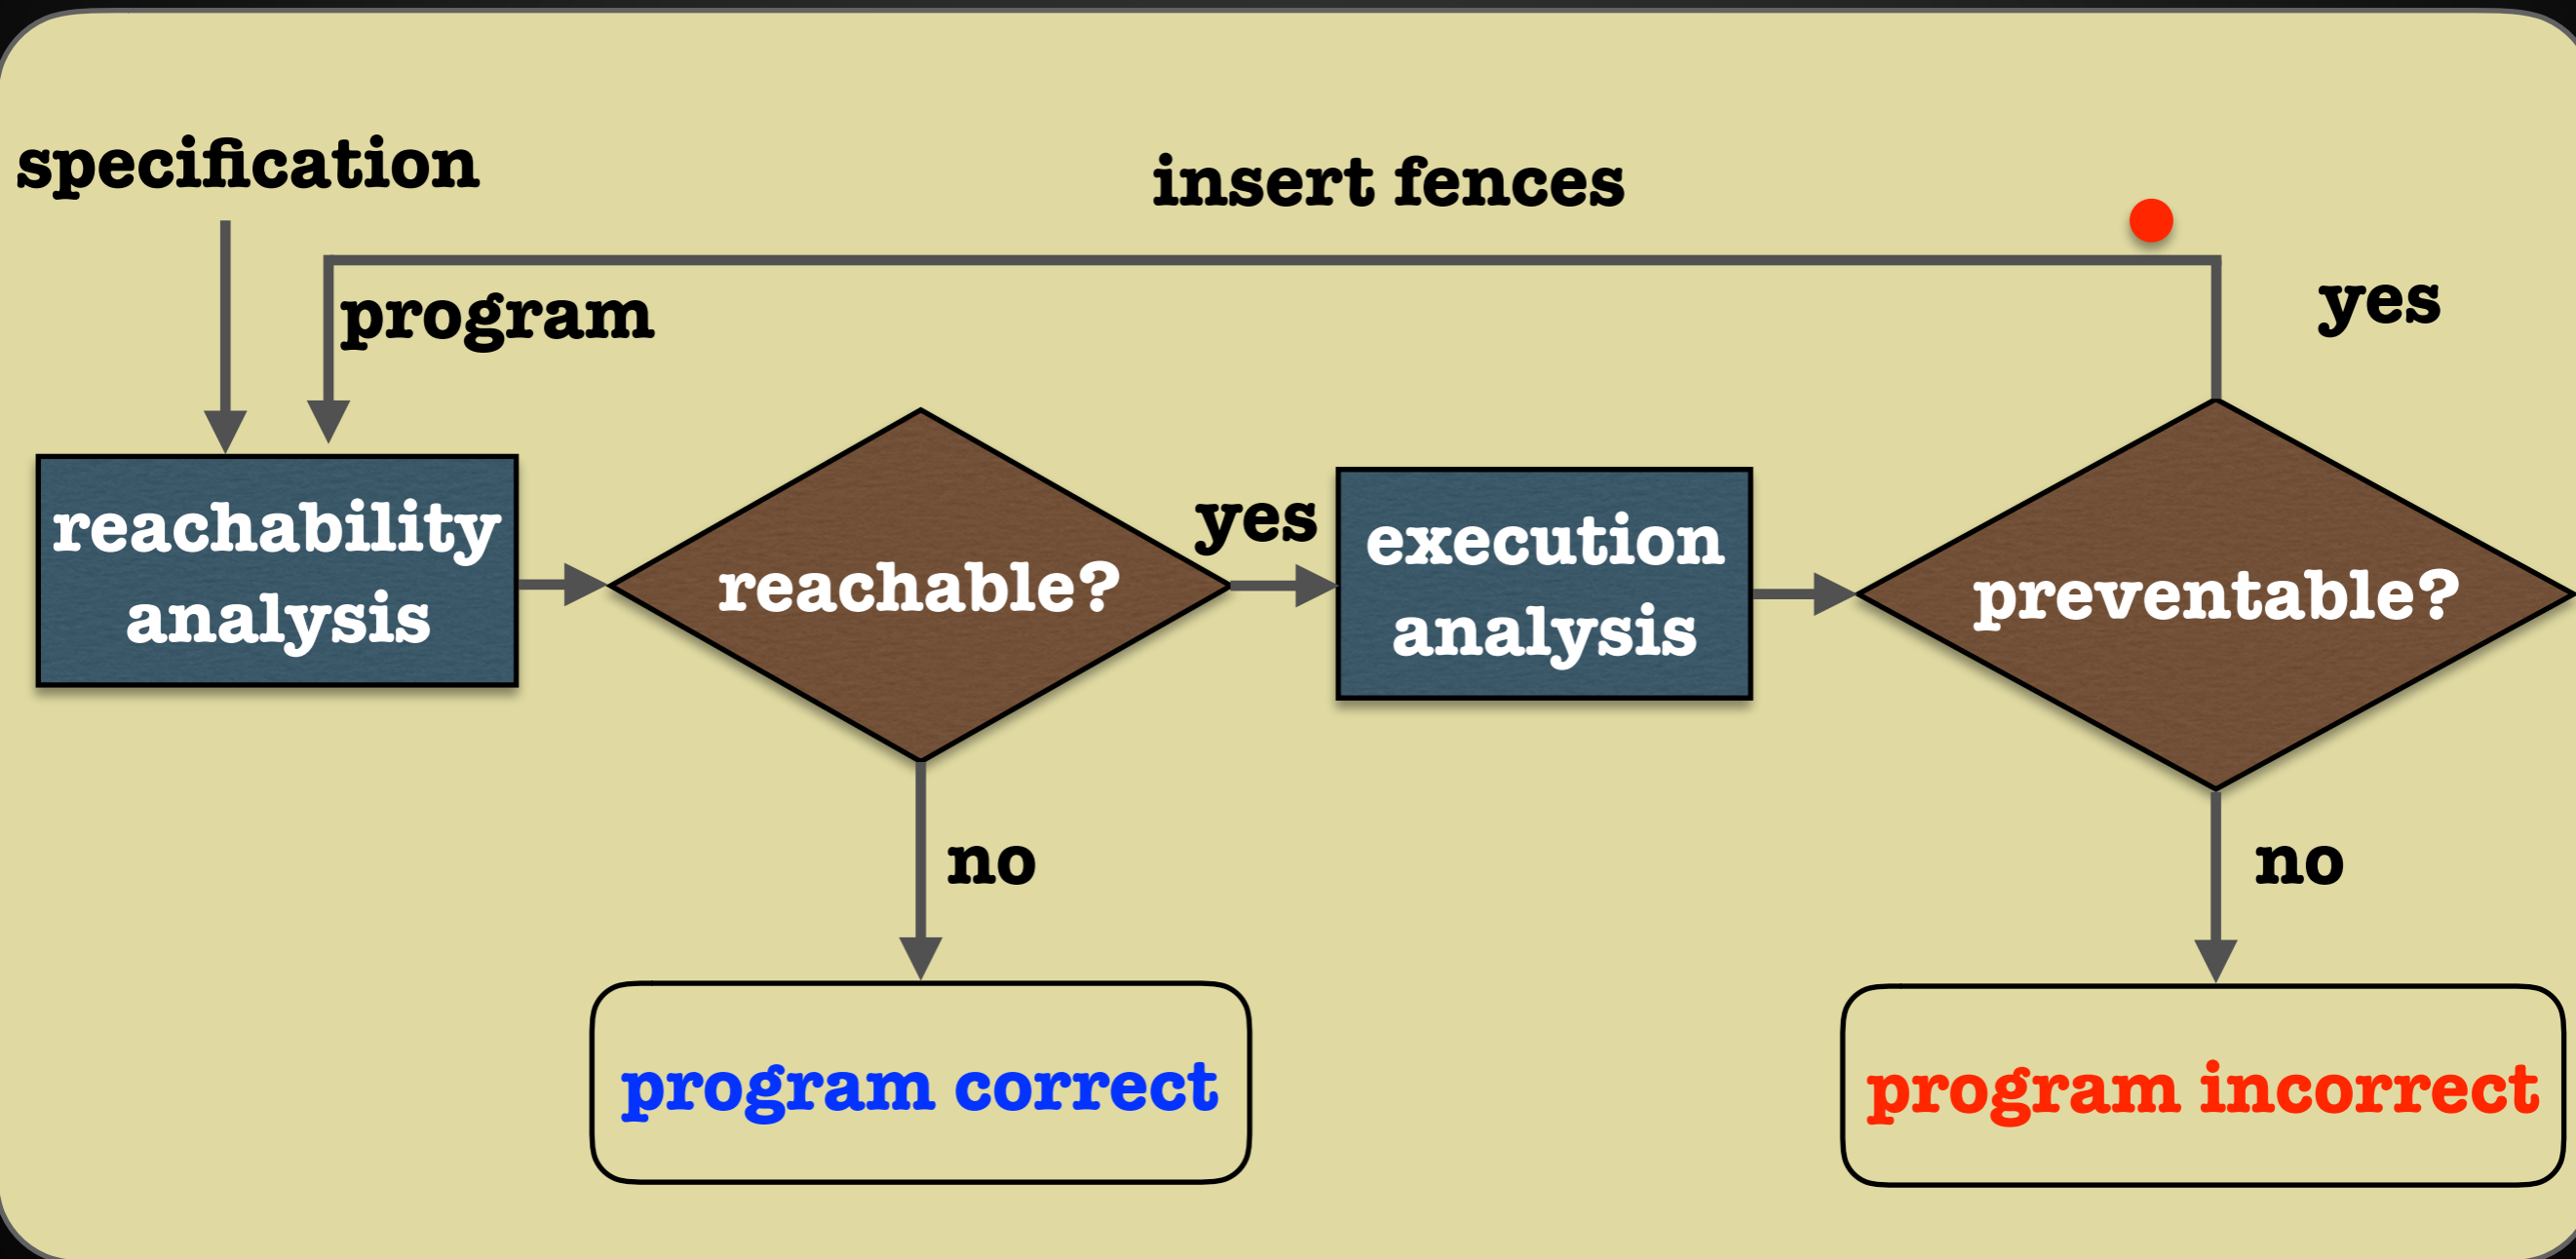 specification
insert fences
program
yes
reachability
analysis
reachable?
yes
execution
analysis
preventable?
no
no
program correct
program incorrect